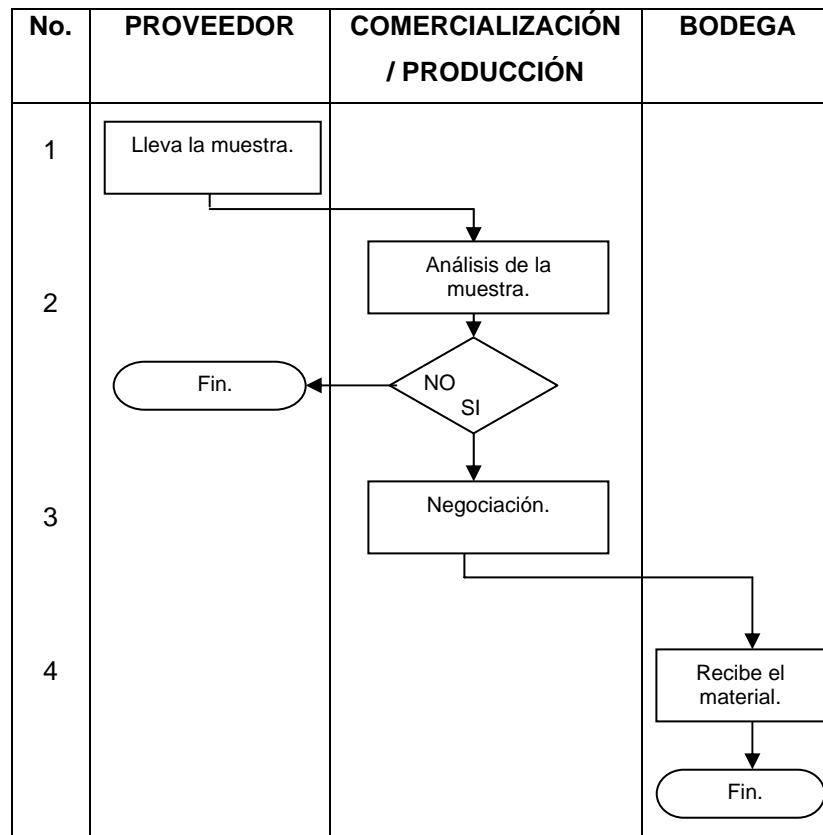 No.
PROVEEDOR
COMERCIALIZACIÓN
/ PRODUCCIÓN
BODEGA
1
Lleva la muestra.
Análisis de la
muestra.
2
Fin.
NO
SI
3
Negociación.
4
Recibe el
material.
Fin.